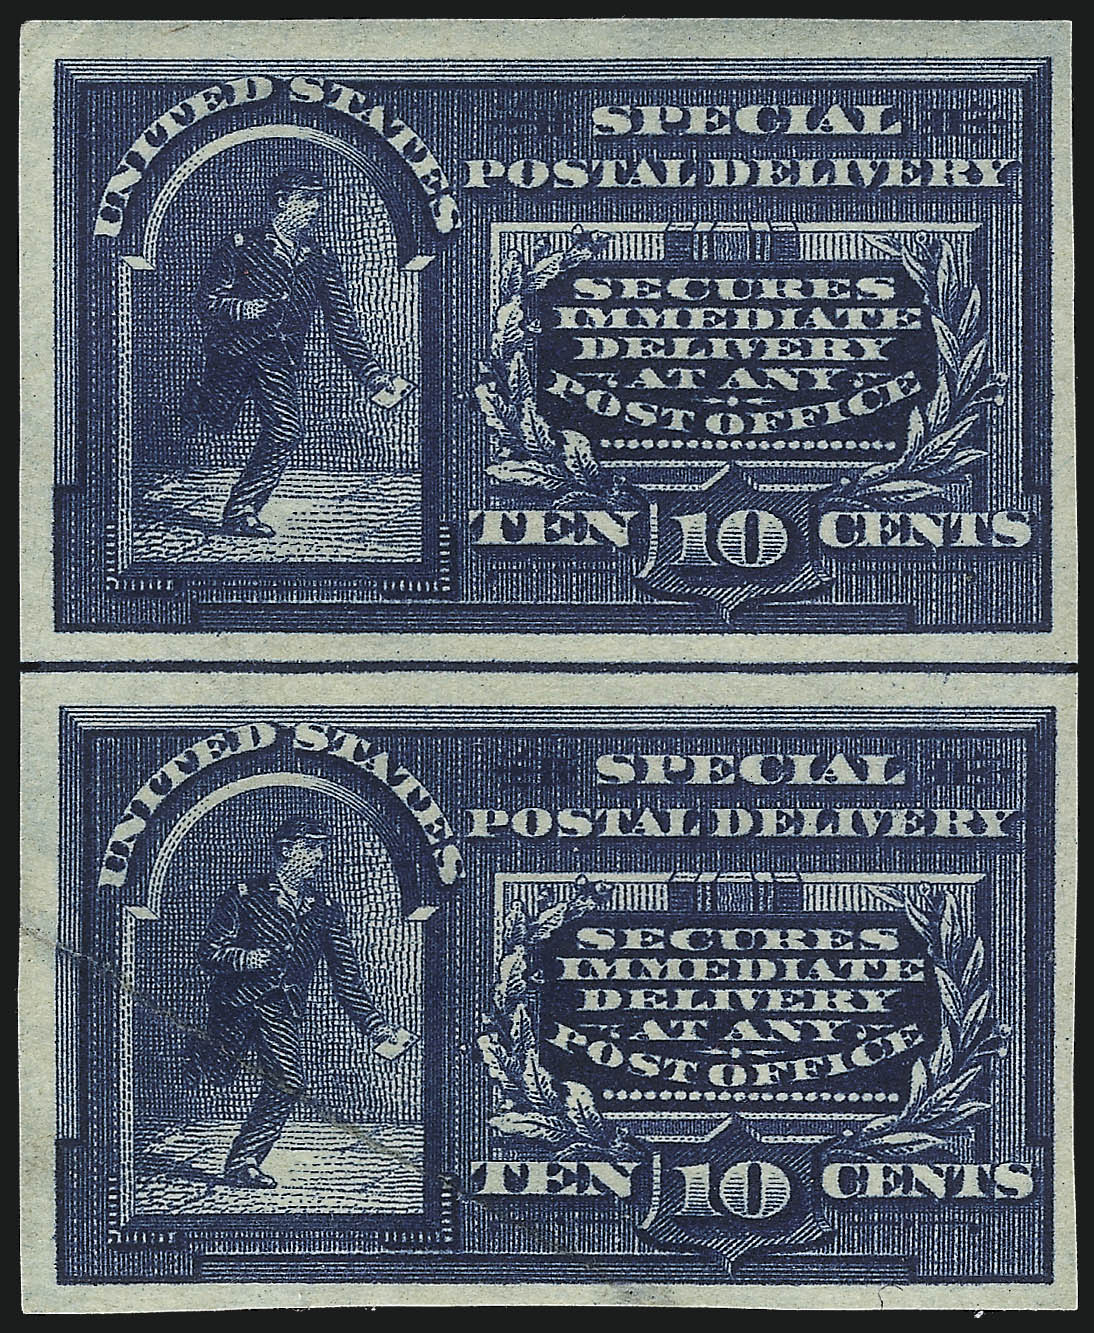 UNITED STATES
SPECIAL
POSTAL DELIVERY
SECURES
IMMEDIATE
DELIVERY
AT ANY
POST OFFICE
TEN 10 CENTS
UNITED STATES
SPECIAL
POSTAL DELIVERY
SECURES
IMMEDIATE
DELIVERY
AT ANY
POST OFFICE
TEN 10 CENTS